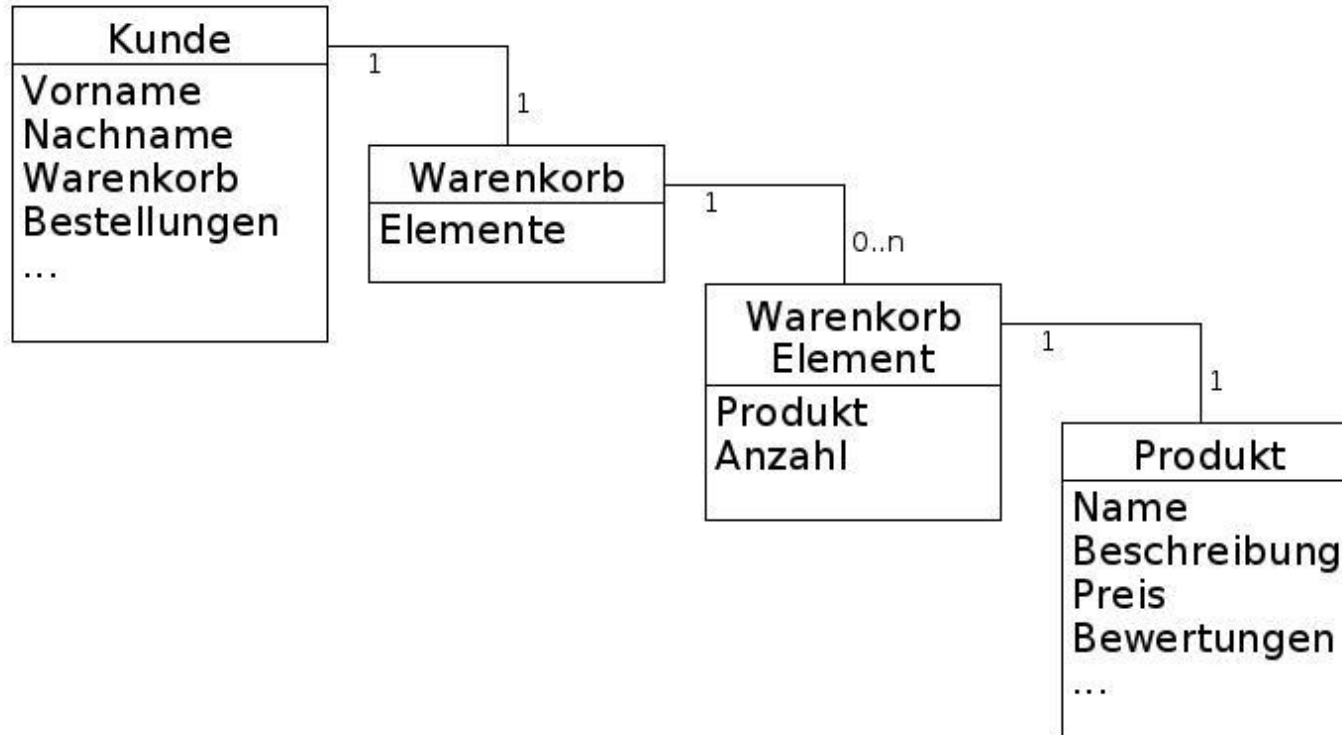 Kunde
Vorname
Nachname
Warenkorb
Bestellungen
...
1
1
Warenkorb
Elemente
1
0..n
Warenkorb
Element
Produkt
Anzahl
1
1
Produkt
Name
Beschreibung
Preis
Bewertungen
...